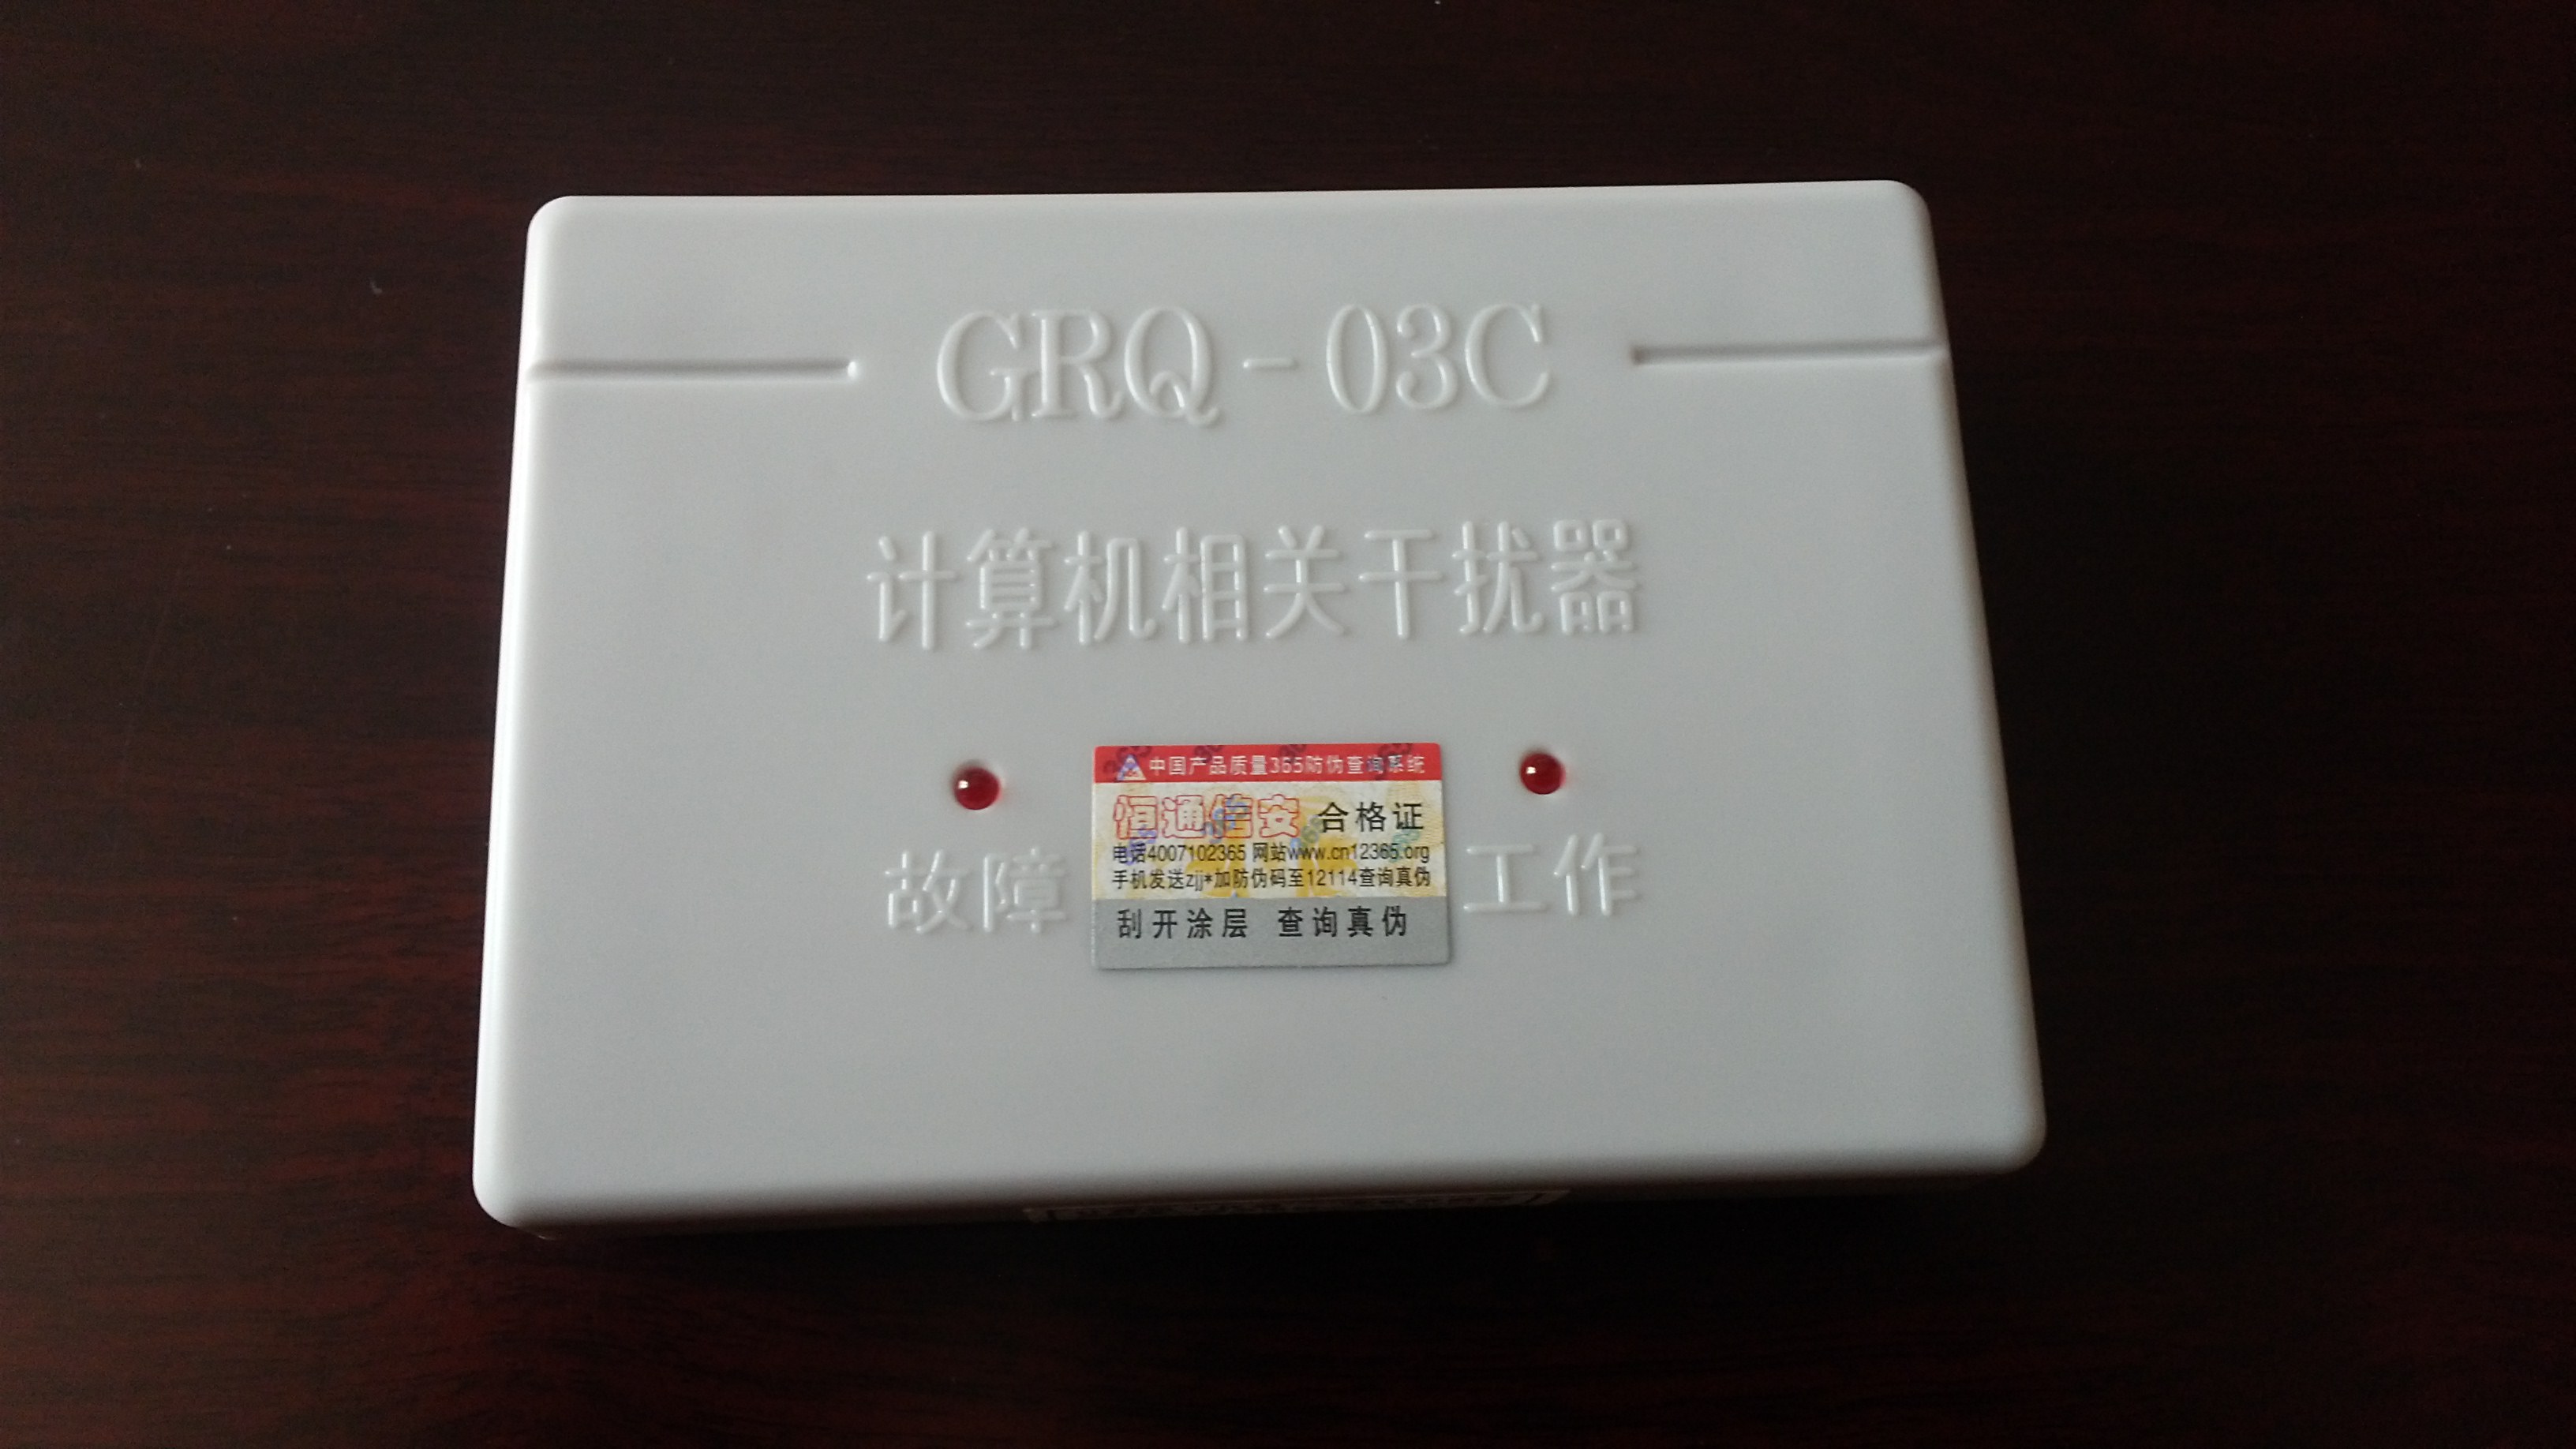 GRQ-03C
计算机相关干扰器
中国产品质量365防伪查询系统
恒通信安 合格证
电话4007102365 网站www.cn12365.org
手机发送zjj*加防伪码至12114查询真伪
刮开涂层 查询真伪
故障
工作